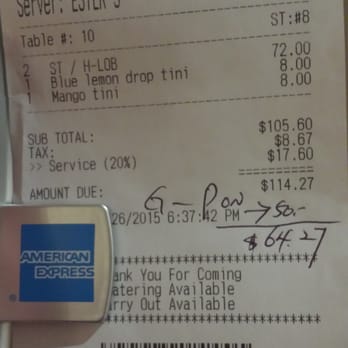 Server: ESTER S
ST:#8
Table #: 10
2 ST / H-LOB 72.00
1 Blue lemon drop tini 8.00
1 Mango tini 8.00
SUB TOTAL: $105.60
TAX: $8.67
>> Service (20%) $17.60
AMOUNT DUE: $114.27
G-PON
26/2015 6:37:42 PM → 50.-
$64.27
AMERICAN EXPRESS
ank You For Coming
atering Available
rry Out Available